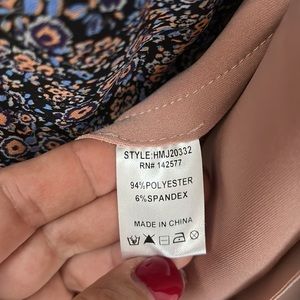 STYLE:HMJ20332
RN# 142577
94%POLYESTER
6%SPANDEX
MADE IN CHINA